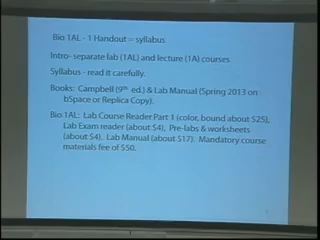 Bio 1AL - 1 Handout = syllabus
Intro- separate lab (1AL) and lecture (1A) courses
Syllabus - read it carefully.
Books: Campbell (9th ed.) & Lab Manual (Spring 2013 on
bSpace or Replica Copy).
Bio 1AL: Lab Course Reader Part 1 (color, bound about $25),
Lab Exam reader (about $4), Pre-labs & worksheets
(about $4). Lab Manual (about $17). Mandatory course
materials fee of $50.